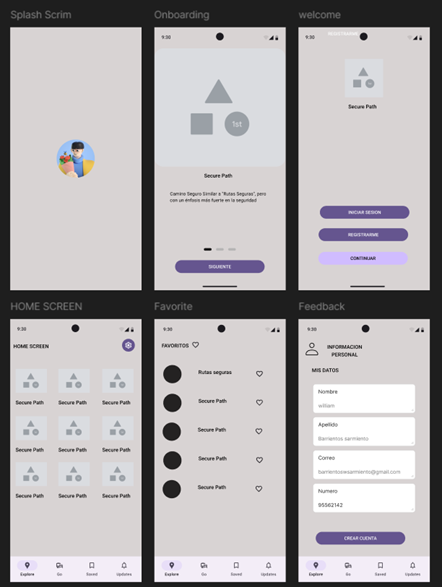 Splash Scrim
Onboarding
welcome
9:30
1st
Secure Path
Camino Seguro Similar a "Rutas Seguras", pero
con un énfasis más fuerte en la seguridad
SIGUIENTE
9:30
Secure Path
INICIAR SESION
REGISTRARME
CONTINUAR
HOME SCREEN
Favorite
Feedback
9:30
HOME SCREEN
Secure Path
Secure Path
Secure Path
Secure Path
Secure Path
Secure Path
Secure Path
Secure Path
Secure Path
Explore
Go
Saved
Updates
9:30
FAVORITOS
Rutas seguras
Secure Path
Secure Path
Secure Path
Secure Path
Explore
Go
Saved
Updates
9:30
INFORMACION
PERSONAL
MIS DATOS
Nombre
william
Apellido
Barrientos sarmiento
Correo
barrientoswsarmiento@gmail.com
Numero
95562142
CREAR CUENTA
Explore
Go
Saved
Updates